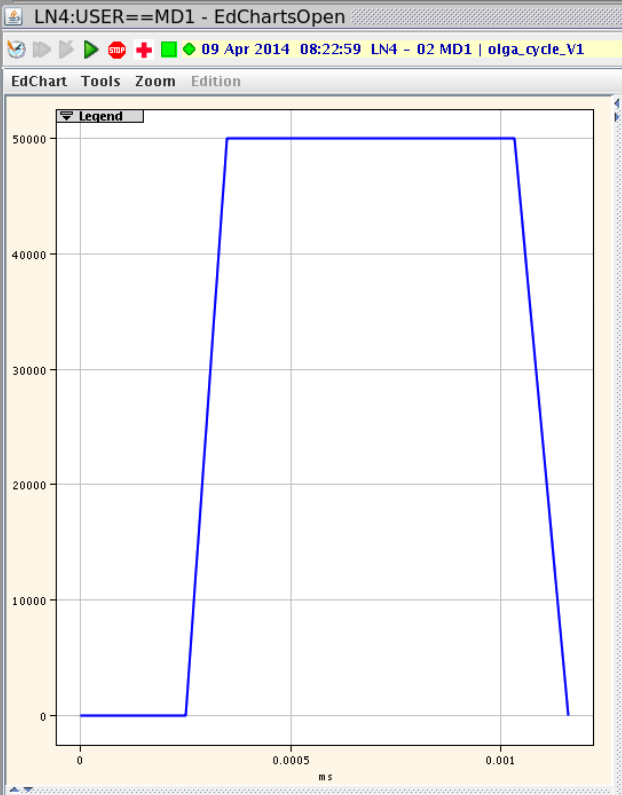 LN4:USER==MD1 - EdChartsOpen
STOP 09 Apr 2014 08:22:59 LN4 - 02 MD1 | olga_cycle_V1
EdChart Tools Zoom Edition
Legend
50000
40000
30000
20000
10000
0
0 0.0005 0.001
ms